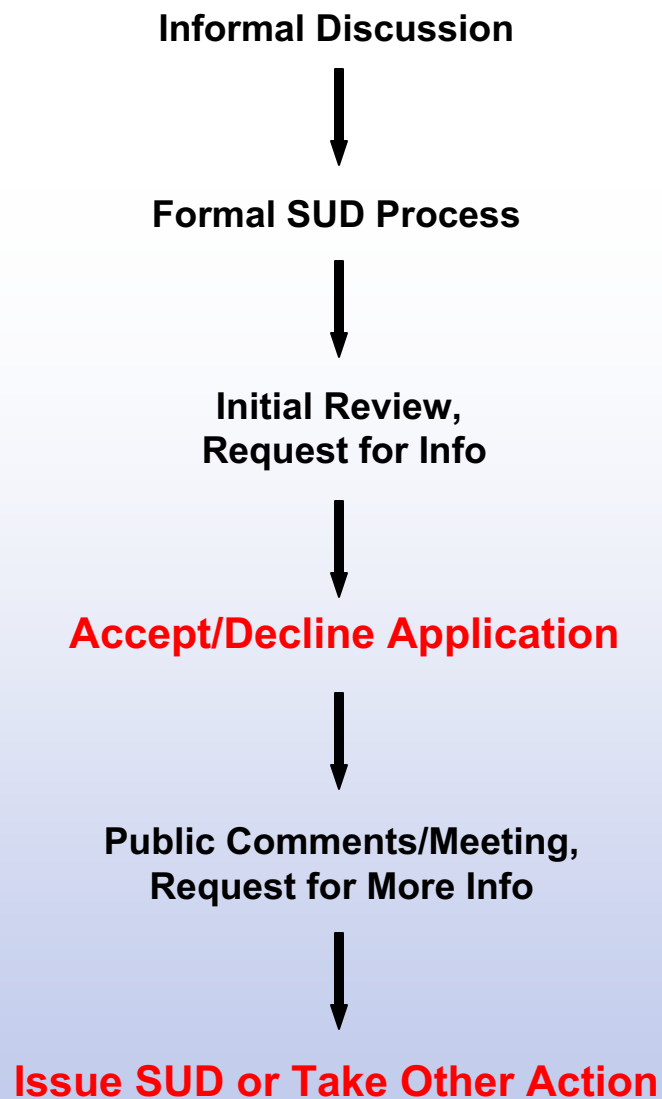 Informal Discussion
Formal SUD Process
Initial Review,
Request for Info
Accept/Decline Application
Public Comments/Meeting,
Request for More Info
Issue SUD or Take Other Action